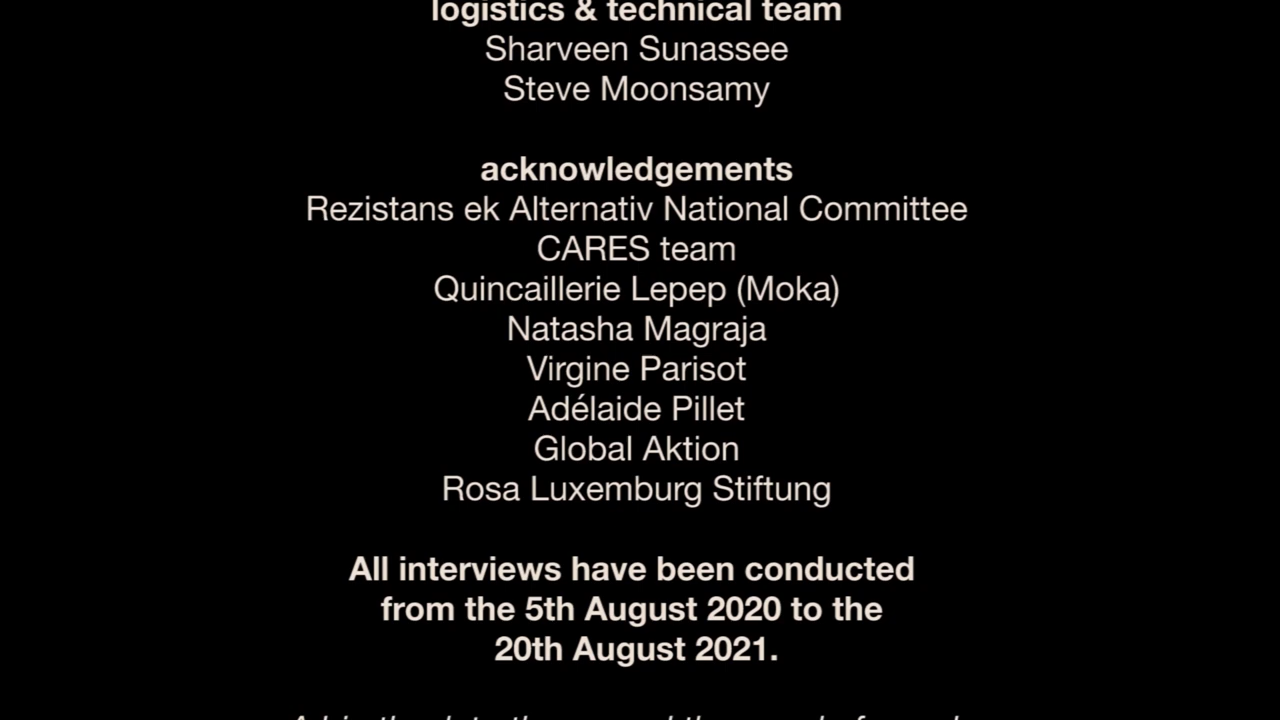 logistics & technical team
Sharveen Sunassee
Steve Moonsamy
acknowledgements
Rezistans ek Alternativ National Committee
CARES team
Quincaillerie Lepep (Moka)
Natasha Magraja
Virgine Parisot
Adélaide Pillet
Global Aktion
Rosa Luxemburg Stiftung
All interviews have been conducted
from the 5th August 2020 to the
20th August 2021.